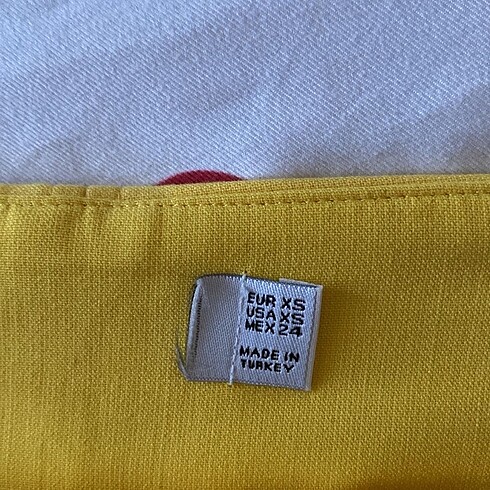 EUR XS
USA XS
MEX 24
MADE IN
TURKEY